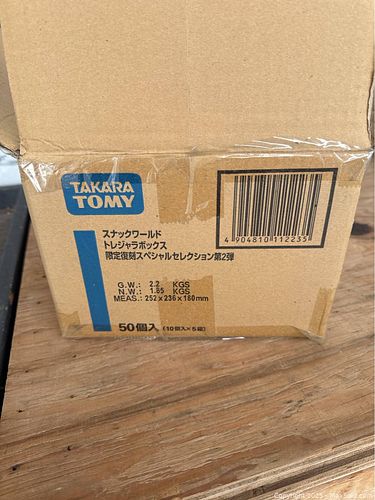 TAKARA
TOMY
4 904810 112235
スナックワールド
トレジャラボックス
限定復刻スペシャルセレクション第2弾
G.W.: 2.2 KGS
N.W.: 1.85 KGS
MEAS.: 252×236×180mm
50個入 (10個入×5箱)